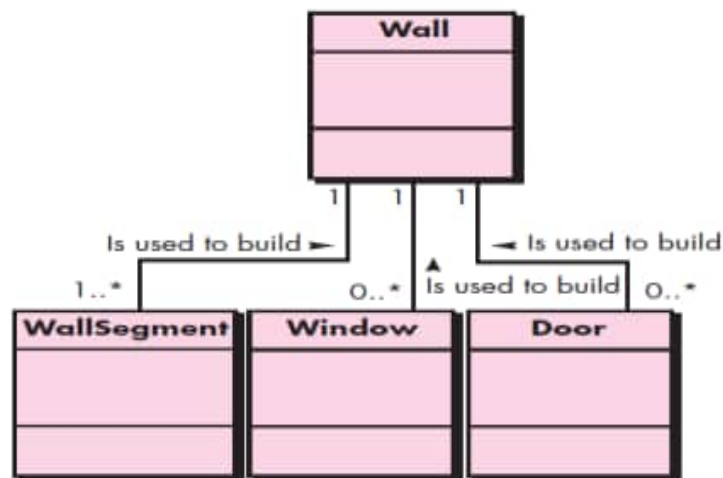 Wall
1 1 1
Is used to build ► ◄ Is used to build
▲
1..* 0..* Is used to build 0..*
WallSegment Window Door